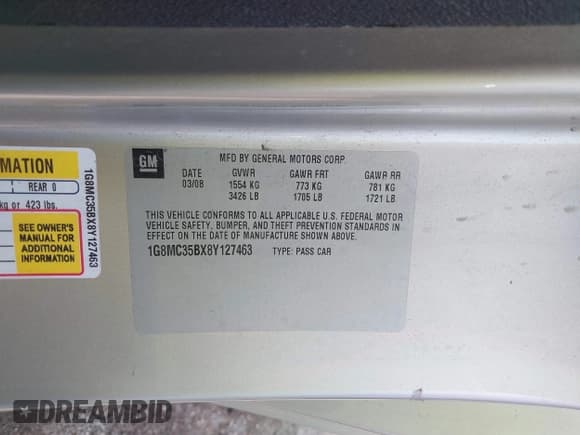 RMATION
REAR 0
kg or 423 lbs.
SEE OWNER'S
MANUAL FOR
ADDITIONAL
INFORMATION
1G8MC35BX8Y127463
GM
MFD BY GENERAL MOTORS CORP.
DATE GVWR GAWR FRT GAWR RR
03/08 1554 KG 773 KG 781 KG
3426 LB 1705 LB 1721 LB
THIS VEHICLE CONFORMS TO ALL APPLICABLE U.S. FEDERAL MOTOR
VEHICLE SAFETY, BUMPER, AND THEFT PREVENTION STANDARDS IN
EFFECT ON THE DATE OF MANUFACTURE SHOWN ABOVE.
1G8MC35BX8Y127463 TYPE: PASS CAR
DREAMBID